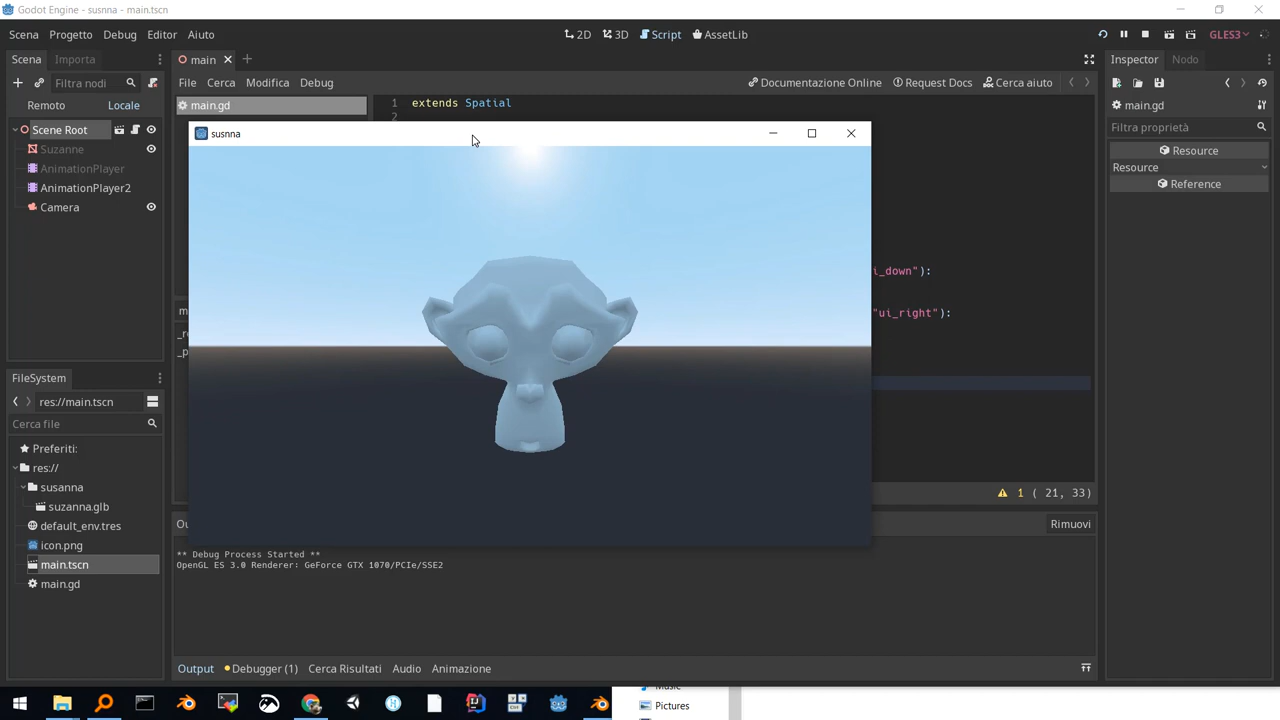 Godot Engine - susnna - main.tscn
Scena Progetto Debug Editor Aiuto
2D 3D Script AssetLib
GLES3
Scena Importa
main
Inspector Nodo
Filtra nodi
File Cerca Modifica Debug
Documentazione Online Request Docs Cerca aiuto
Remoto Locale
main.gd
1 extends Spatial
2
main.gd
Filtra proprietà
Scene Root
Suzanne
AnimationPlayer
AnimationPlayer2
Camera
susnna
Resource
Resource
Reference
i_down"):
"ui_right"):
1 ( 21, 33)
FileSystem
res://main.tscn
Cerca file
Preferiti:
res://
susanna
suzanna.glb
default_env.tres
icon.png
main.tscn
main.gd
Rimuovi
** Debug Process Started **
OpenGL ES 3.0 Renderer: GeForce GTX 1070/PCIe/SSE2
Output Debugger (1) Cerca Risultati Audio Animazione
Music
Pictures